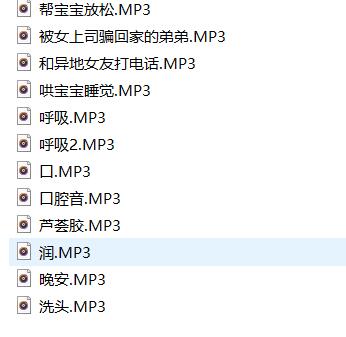 帮宝宝放松.MP3
被女上司骗回家的弟弟.MP3
和异地女友打电话.MP3
哄宝宝睡觉.MP3
呼吸.MP3
呼吸2.MP3
口.MP3
口腔音.MP3
芦荟胶.MP3
润.MP3
晚安.MP3
洗头.MP3